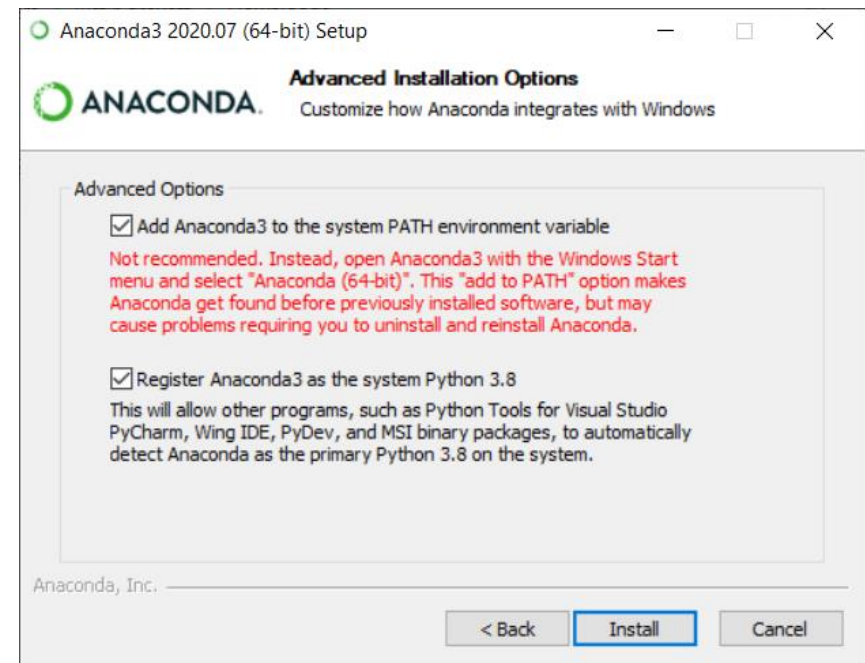 Anaconda3 2020.07 (64-bit) Setup
ANACONDA.
Advanced Installation Options
Customize how Anaconda integrates with Windows
Advanced Options
Add Anaconda3 to the system PATH environment variable
Not recommended. Instead, open Anaconda3 with the Windows Start
menu and select "Anaconda (64-bit)". This "add to PATH" option makes
Anaconda get found before previously installed software, but may
cause problems requiring you to uninstall and reinstall Anaconda.
Register Anaconda3 as the system Python 3.8
This will allow other programs, such as Python Tools for Visual Studio
PyCharm, Wing IDE, PyDev, and MSI binary packages, to automatically
detect Anaconda as the primary Python 3.8 on the system.
Anaconda, Inc.
< Back
Install
Cancel